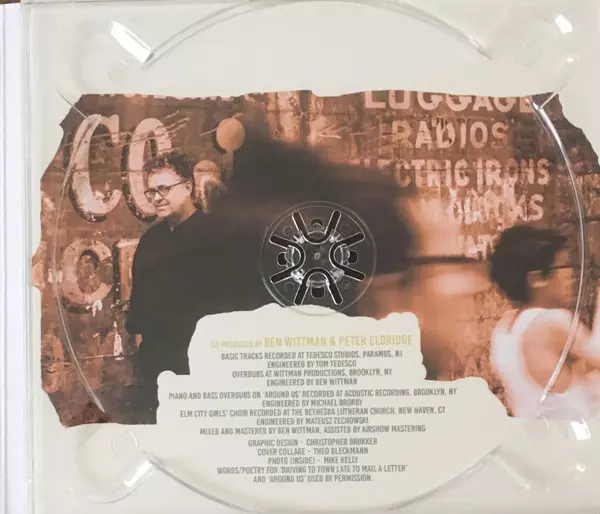 LUGGAGE
CC
RADIOS
ELECTRIC IRONS
CO-PRODUCED BY BEN WITTMAN & PETER ELDRIDGE
BASIC TRACKS RECORDED AT TEDESCO STUDIOS, PARAMUS, NJ
ENGINEERED BY TOM TEDESCO
OVERDUBS AT WITTMAN PRODUCTIONS, BROOKLYN, NY
ENGINEERED BY BEN WITTMAN
PIANO AND BASS OVERDUBS ON 'AROUND US' RECORDED AT ACOUSTIC RECORDING, BROOKLYN, NY
ENGINEERED BY MICHAEL BRORBY
ELM CITY GIRLS' CHOIR RECORDED AT THE BETHESDA LUTHERAN CHURCH, NEW HAVEN, CT
ENGINEERED BY MATEUSZ ZECHOWSKI
MIXED AND MASTERED BY BEN WITTMAN, ASSISTED BY AIRSHOW MASTERING
GRAPHIC DESIGN - CHRISTOPHER DRUKKER
COVER COLLAGE - THEO BLECKMANN
PHOTO (INSIDE) - MIKE KELLY
WORDS/POETRY FOR 'DRIVING TO TOWN LATE TO MAIL A LETTER'
AND 'AROUND US' USED BY PERMISSION.